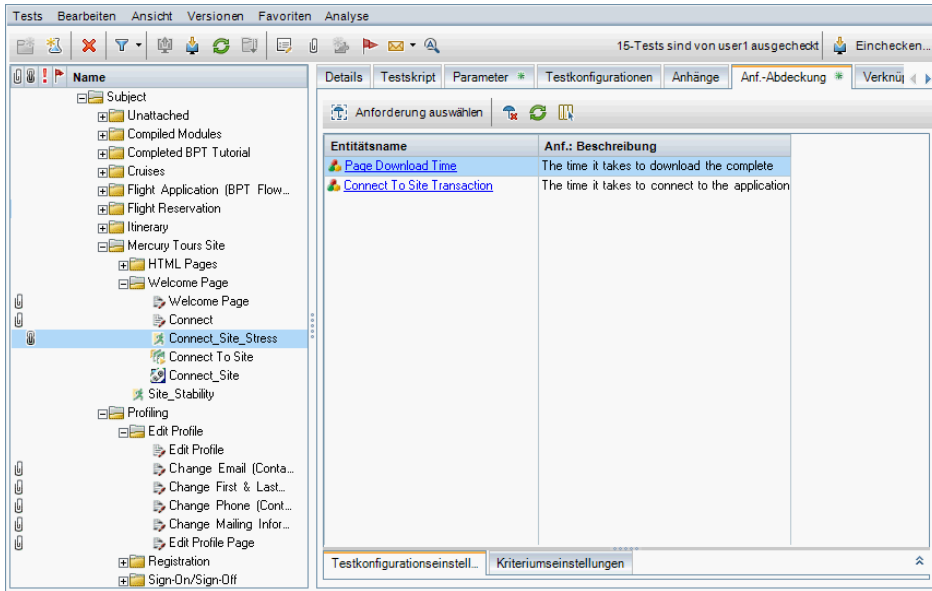 Tests Bearbeiten Ansicht Versionen Favoriten Analyse
15-Tests sind von user1 ausgecheckt Einchecken...
Name
Subject
Unattached
Compiled Modules
Completed BPT Tutorial
Cruises
Flight Application (BPT Flow...
Flight Reservation
Itinerary
Mercury Tours Site
HTML Pages
Welcome Page
Welcome Page
Connect
Connect_Site_Stress
Connect To Site
Connect_Site
Site_Stability
Profiling
Edit Profile
Edit Profile
Change Email (Conta...
Change First & Last...
Change Phone (Cont...
Change Mailing Infor...
Edit Profile Page
Registration
Sign-On/Sign-Off
Details Testskript Parameter * Testkonfigurationen Anhänge Anf.-Abdeckung * Verknüp
Anforderung auswählen
Entitätsname Anf.: Beschreibung
Page Download Time The time it takes to download the complete
Connect To Site Transaction The time it takes to connect to the application
Testkonfigurationseinstell... Kriteriumseinstellungen